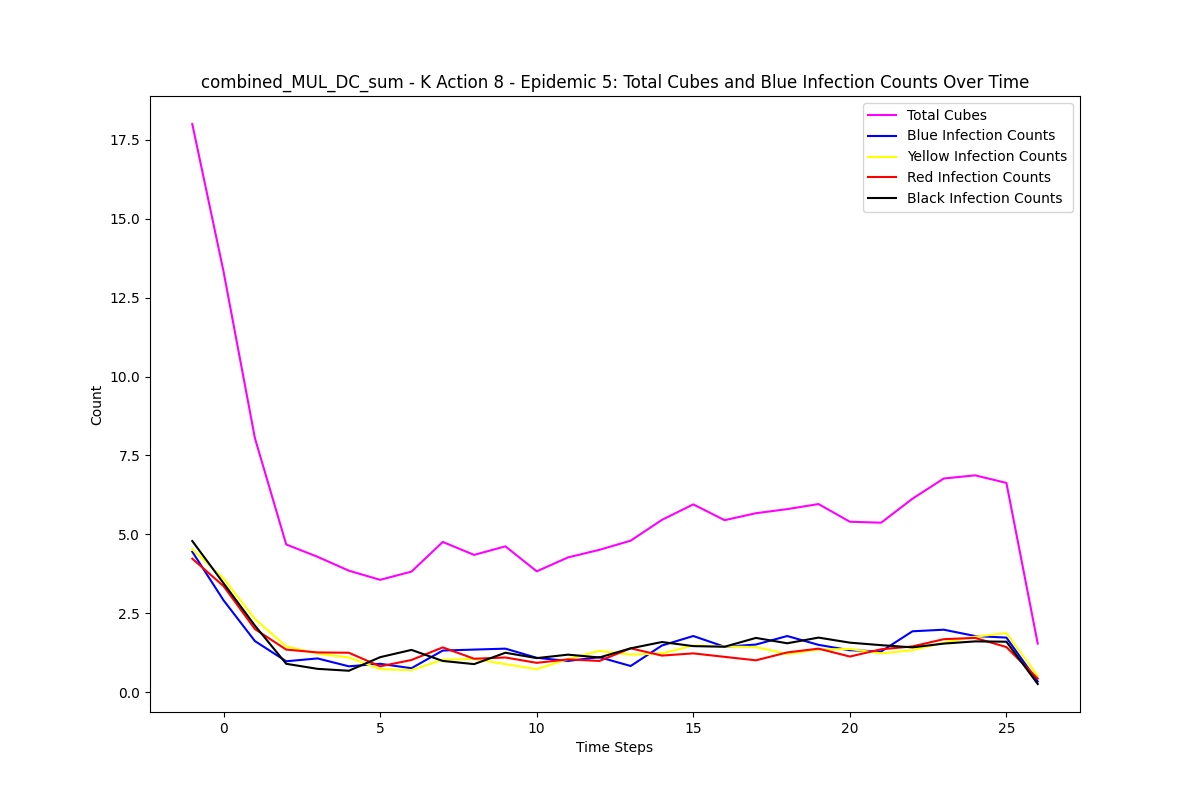 combined_MUL_DC_sum - K Action 8 - Epidemic 5: Total Cubes and Blue Infection Counts Over Time
Total Cubes
Blue Infection Counts
Yellow Infection Counts
Red Infection Counts
Black Infection Counts
Count
17.5
15.0
12.5
10.0
7.5
5.0
2.5
0.0
0 5 10 15 20 25
Time Steps